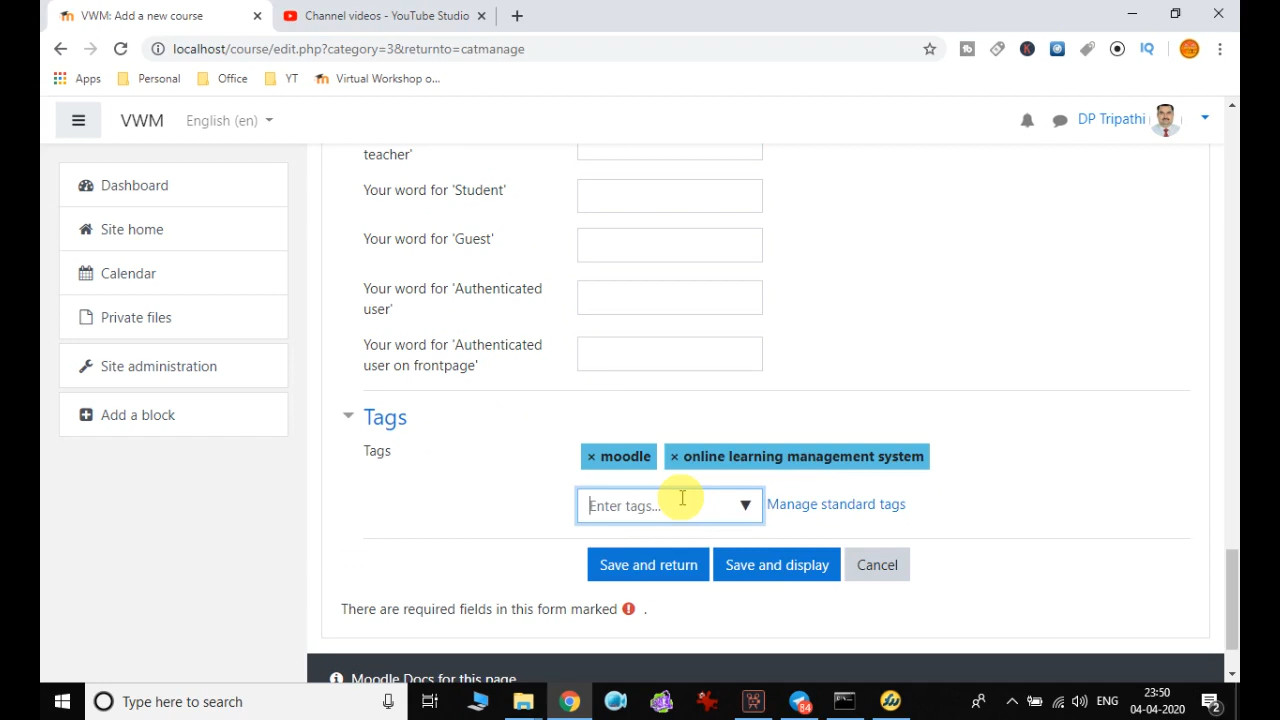 VWM: Add a new course
Channel videos - YouTube Studio
localhost/course/edit.php?category=3&returnto=catmanage
Apps
Personal
Office
YT
Virtual Workshop o...
VWM
English (en)
DP Tripathi
Dashboard
Site home
Calendar
Private files
Site administration
Add a block
teacher'
Your word for 'Student'
Your word for 'Guest'
Your word for 'Authenticated
user'
Your word for 'Authenticated
user on frontpage'
Tags
Tags
× moodle
× online learning management system
Enter tags...
Manage standard tags
Save and return
Save and display
Cancel
There are required fields in this form marked .
Moodle Docs for this page
Type here to search
84
ENG
23:50
04-04-2020
2
K
IQ